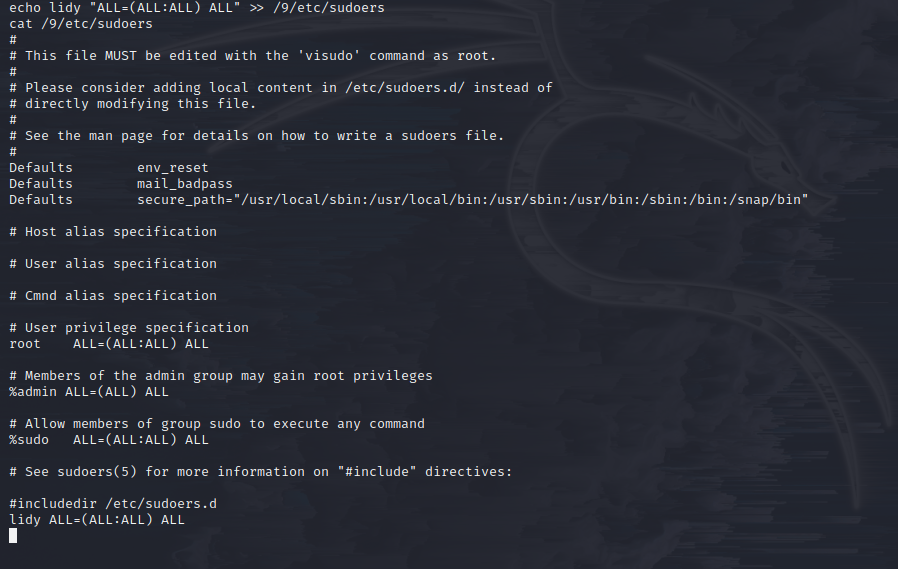 echo lidy "ALL=(ALL:ALL) ALL" >> /9/etc/sudoers
cat /9/etc/sudoers
#
# This file MUST be edited with the 'visudo' command as root.
#
# Please consider adding local content in /etc/sudoers.d/ instead of
# directly modifying this file.
#
# See the man page for details on how to write a sudoers file.
#
Defaults        env_reset
Defaults        mail_badpass
Defaults        secure_path="/usr/local/sbin:/usr/local/bin:/usr/sbin:/usr/bin:/sbin:/bin:/snap/bin"
# Host alias specification
# User alias specification
# Cmnd alias specification
# User privilege specification
root    ALL=(ALL:ALL) ALL
# Members of the admin group may gain root privileges
%admin ALL=(ALL) ALL
# Allow members of group sudo to execute any command
%sudo   ALL=(ALL:ALL) ALL
# See sudoers(5) for more information on "#include" directives:
#includedir /etc/sudoers.d
lidy ALL=(ALL:ALL) ALL